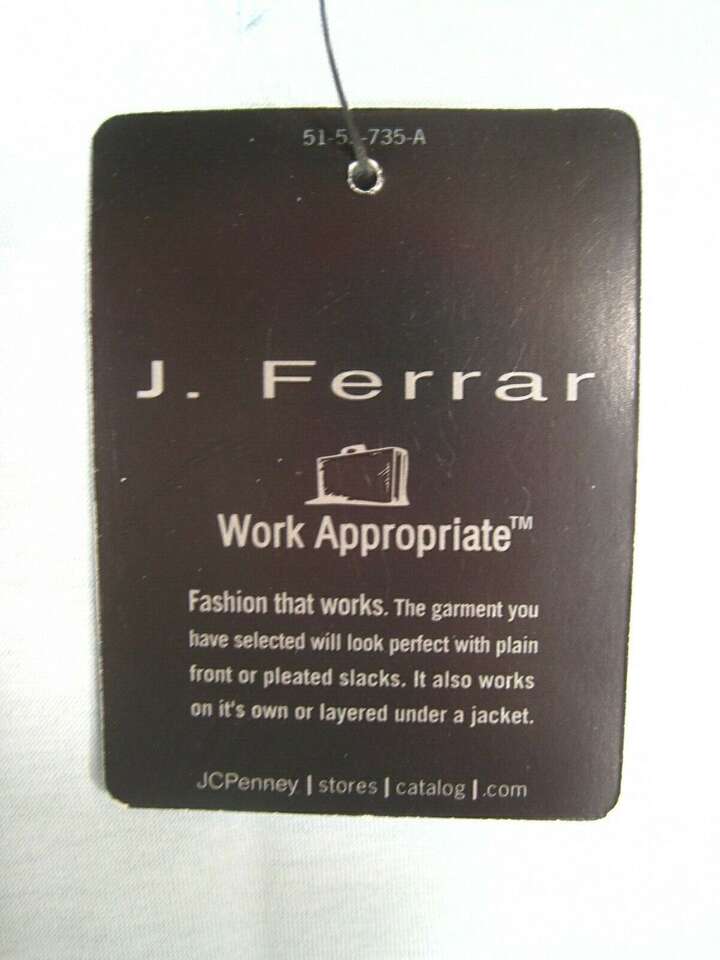 51-5 -735-A
J. Ferrar
Work Appropriate™
Fashion that works. The garment you
have selected will look perfect with plain
front or pleated slacks. It also works
on it's own or layered under a jacket.
JCPenney | stores | catalog | .com